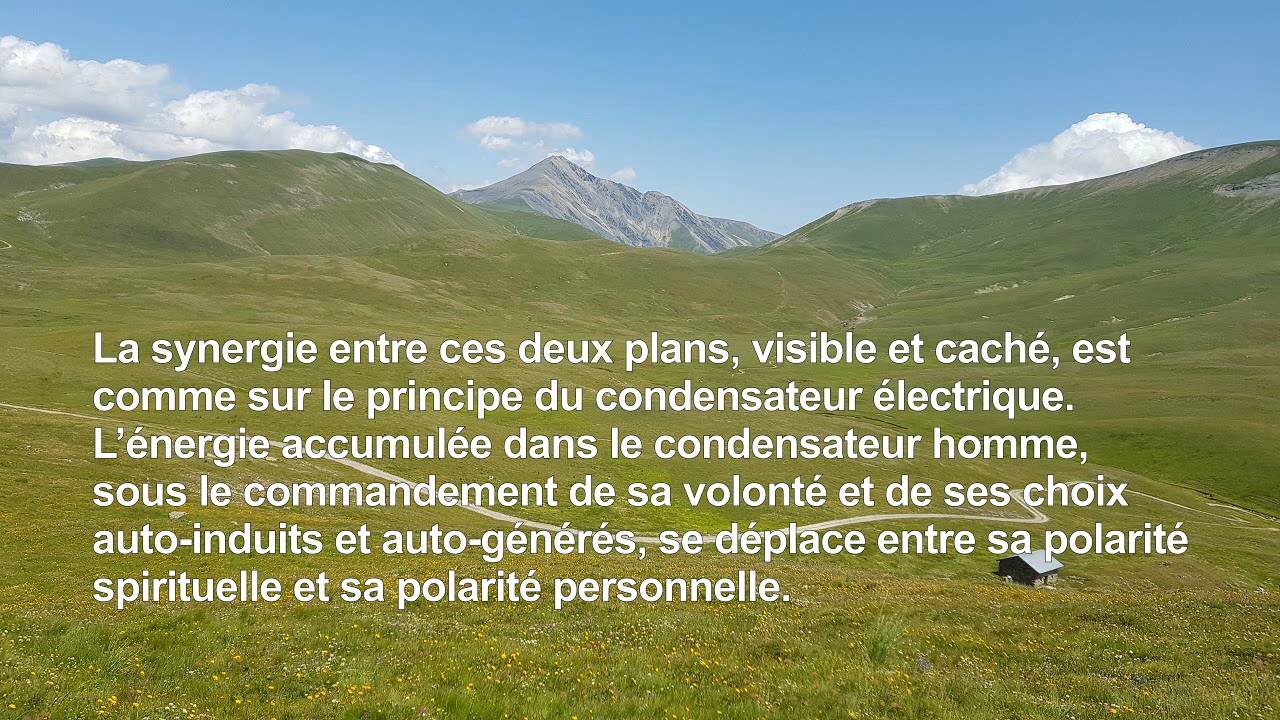 La synergie entre ces deux plans, visible et caché, est
comme sur le principe du condensateur électrique.
L’énergie accumulée dans le condensateur homme,
sous le commandement de sa volonté et de ses choix
auto-induits et auto-générés, se déplace entre sa polarité
spirituelle et sa polarité personnelle.